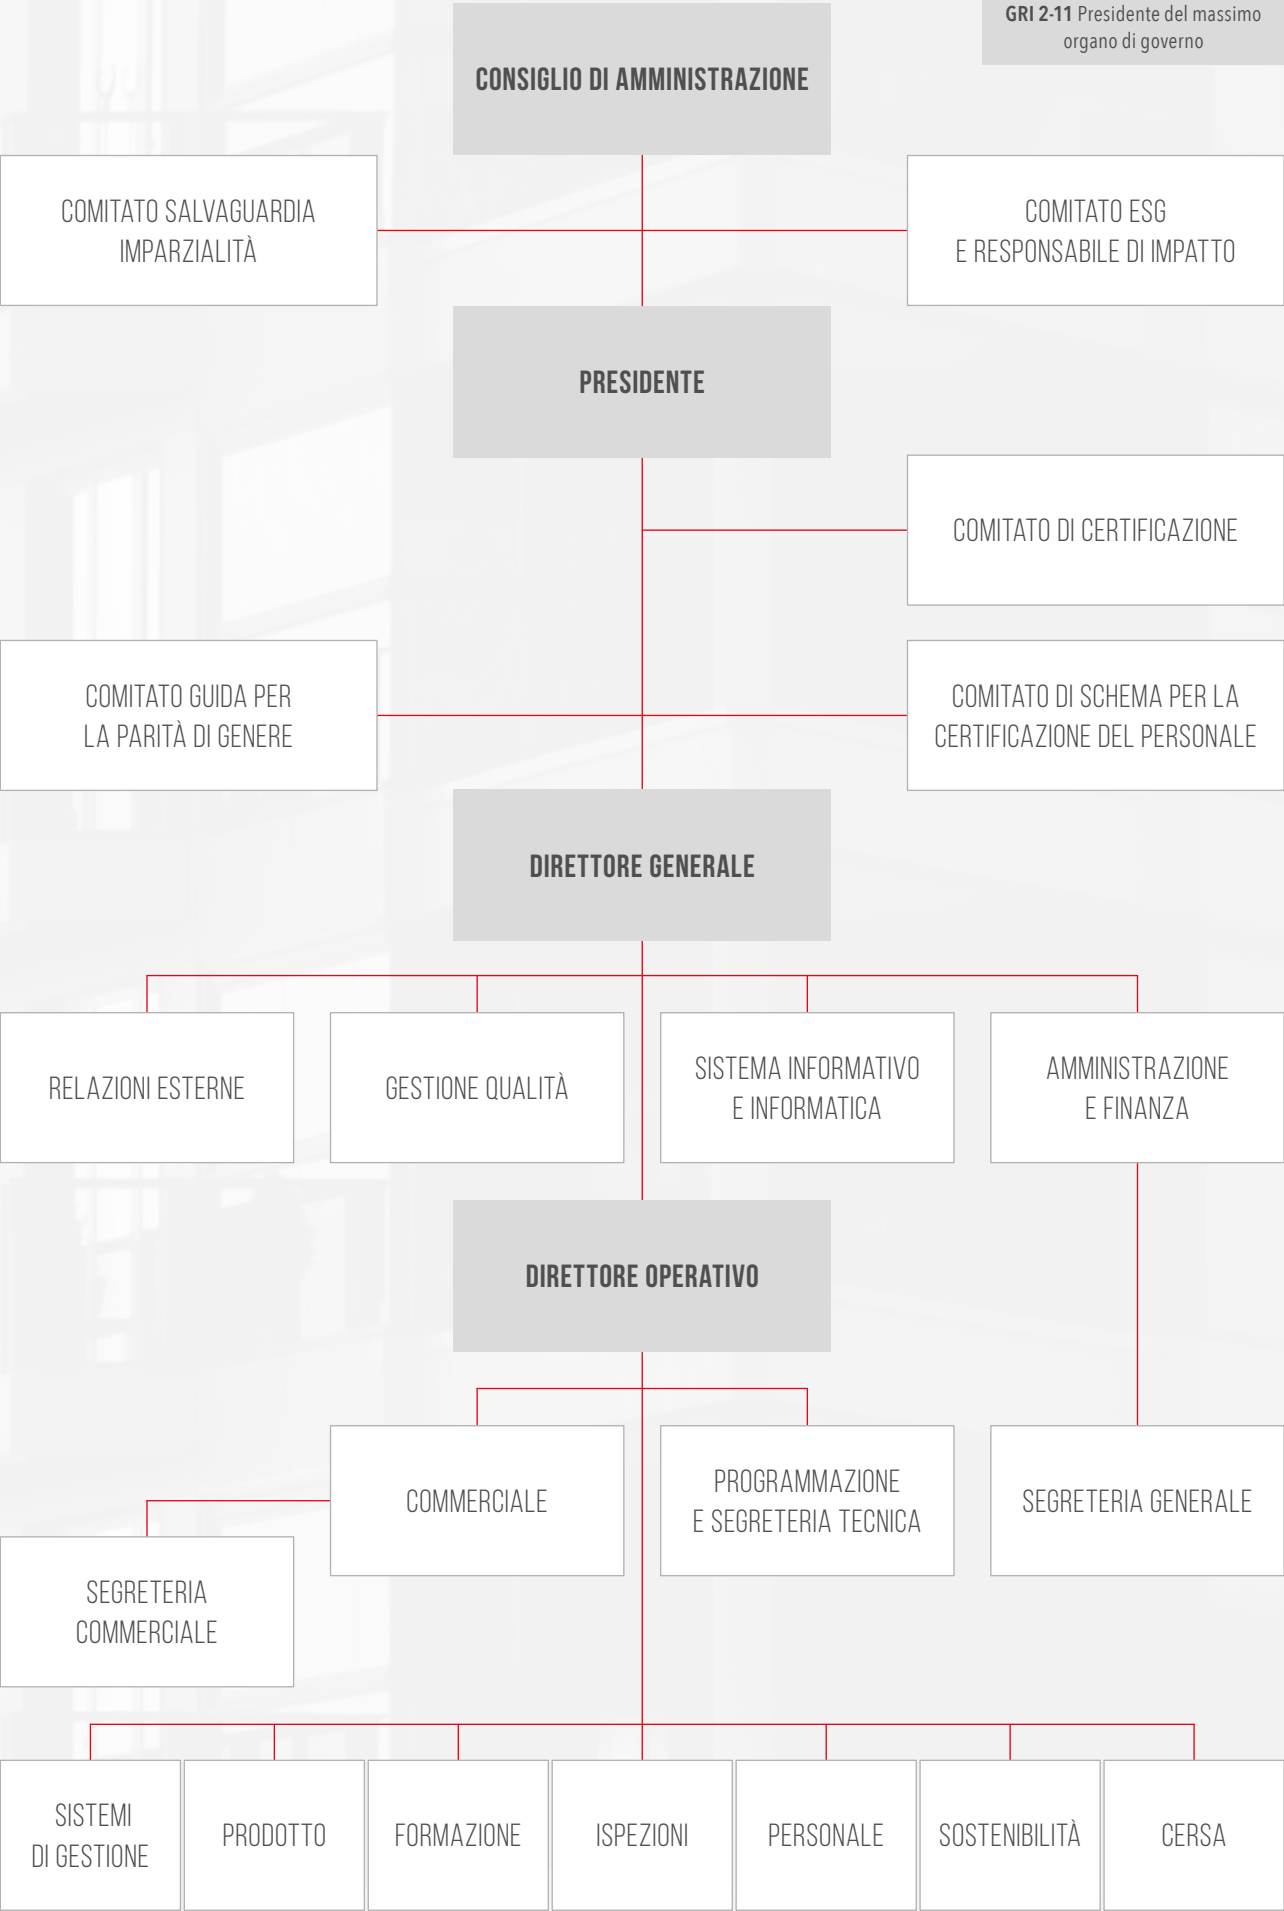 GRI 2-11 Presidente del massimo
organo di governo
CONSIGLIO DI AMMINISTRAZIONE
COMITATO SALVAGUARDIA
IMPARZIALITÀ
COMITATO ESG
E RESPONSABILE DI IMPATTO
PRESIDENTE
COMITATO DI CERTIFICAZIONE
COMITATO GUIDA PER
LA PARITÀ DI GENERE
COMITATO DI SCHEMA PER LA
CERTIFICAZIONE DEL PERSONALE
DIRETTORE GENERALE
RELAZIONI ESTERNE
GESTIONE QUALITÀ
SISTEMA INFORMATIVO
E INFORMATICA
AMMINISTRAZIONE
E FINANZA
DIRETTORE OPERATIVO
COMMERCIALE
PROGRAMMAZIONE
E SEGRETERIA TECNICA
SEGRETERIA GENERALE
SEGRETERIA
COMMERCIALE
SISTEMI
DI GESTIONE
PRODOTTO
FORMAZIONE
ISPEZIONI
PERSONALE
SOSTENIBILITÀ
CERSA